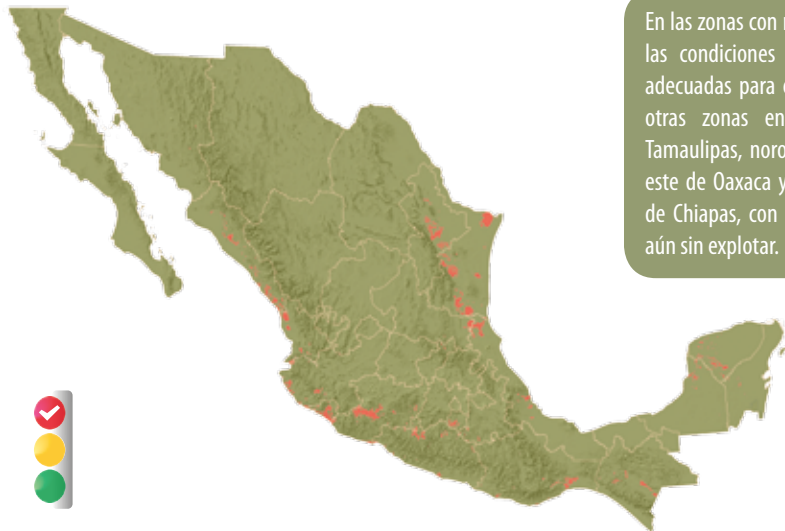 En las zonas con
las condiciones
adecuadas para
otras zonas en
Tamaulipas,
este de Oaxaca y
de Chiapas, con
aún sin explotar.